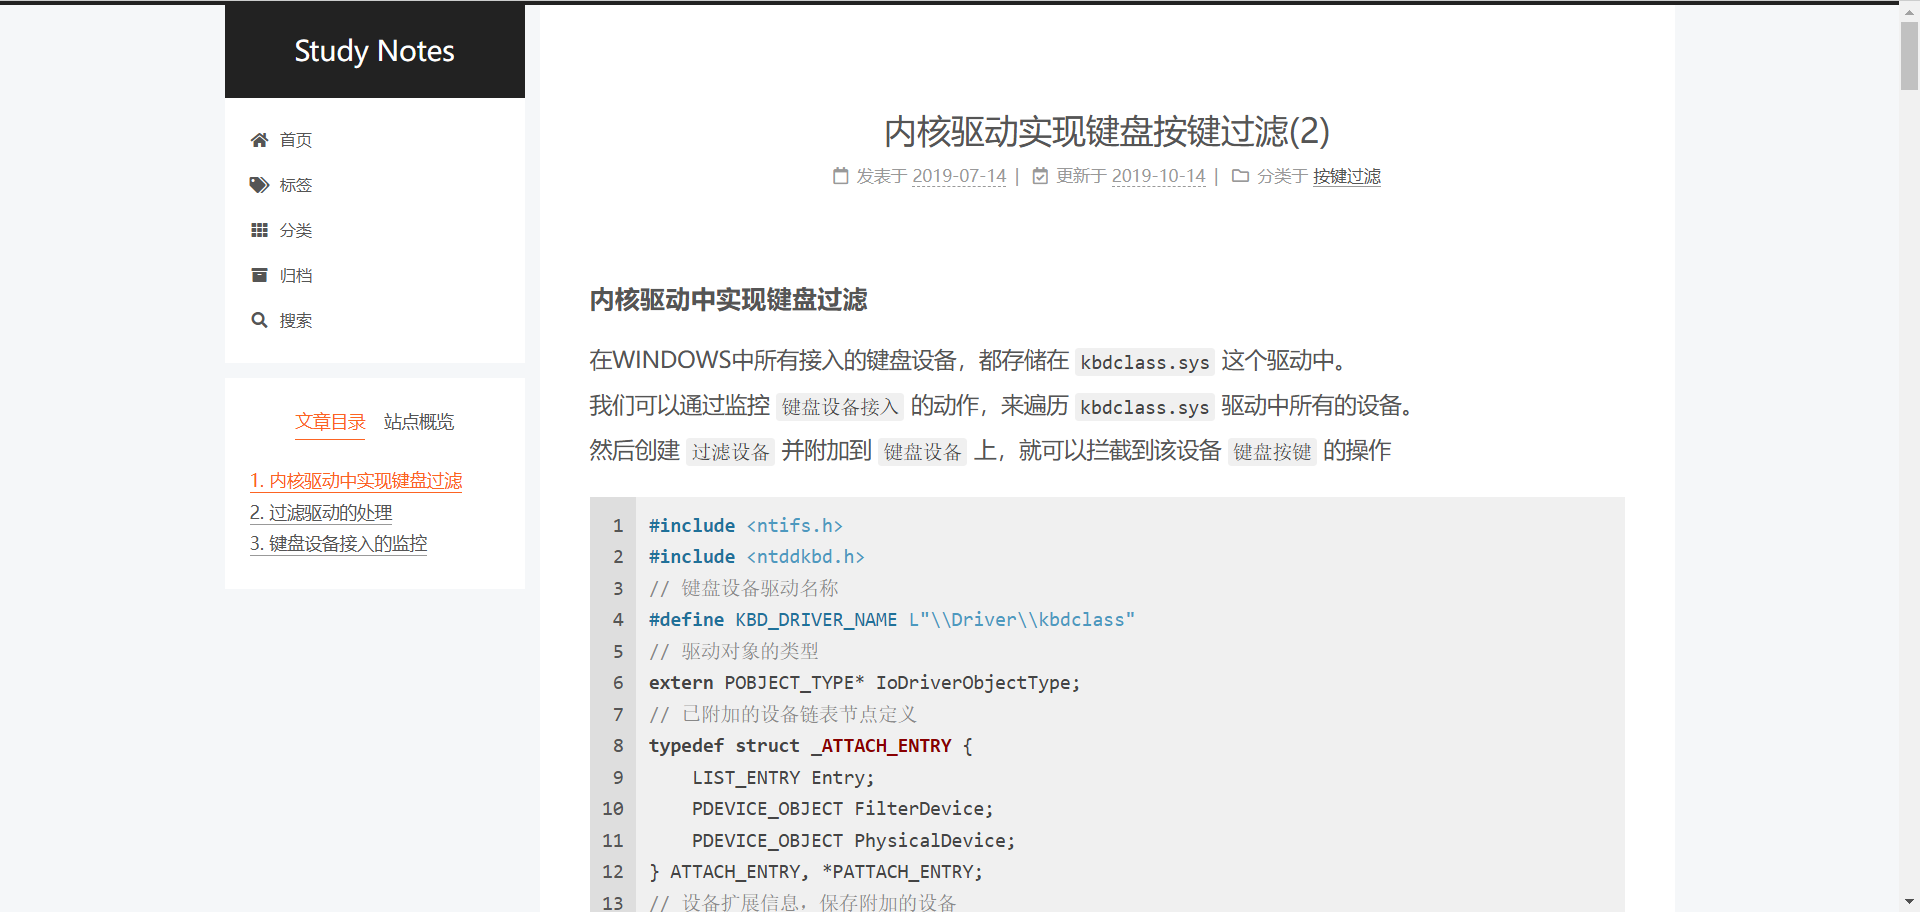 Study Notes
首页
标签
分类
归档
搜索
文章目录 站点概览
1. 内核驱动中实现键盘过滤
2. 过滤驱动的处理
3. 键盘设备接入的监控
内核驱动实现键盘按键过滤(2)
发表于 2019-07-14 | 更新于 2019-10-14 | 分类于 按键过滤
内核驱动中实现键盘过滤
在WINDOWS中所有接入的键盘设备，都存储在 kbdclass.sys 这个驱动中。
我们可以通过监控 键盘设备接入 的动作，来遍历 kbdclass.sys 驱动中所有的设备。
然后创建 过滤设备 并附加到 键盘设备 上，就可以拦截到该设备 键盘按键 的操作
1 #include <ntifs.h>
2 #include <ntddkbd.h>
3 // 键盘设备驱动名称
4 #define KBD_DRIVER_NAME L"\\Driver\\kbdclass"
5 // 驱动对象的类型
6 extern POBJECT_TYPE* IoDriverObjectType;
7 // 已附加的设备链表节点定义
8 typedef struct _ATTACH_ENTRY {
9     LIST_ENTRY Entry;
10     PDEVICE_OBJECT FilterDevice;
11     PDEVICE_OBJECT PhysicalDevice;
12 } ATTACH_ENTRY, *PATTACH_ENTRY;
13 // 设备扩展信息，保存附加的设备